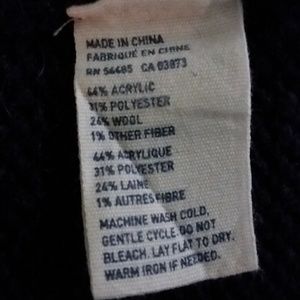 MADE IN CHINA
FABRIQUÉ EN CHINE
RN 54485 CA 03873
44% ACRYLIC
31% POLYESTER
24% WOOL
1% OTHER FIBER
44% ACRYLIQUE
31% POLYESTER
24% LAINE
1% AUTRES FIBRE
MACHINE WASH COLD,
GENTLE CYCLE. DO NOT
BLEACH. LAY FLAT TO DRY.
WARM IRON IF NEEDED.